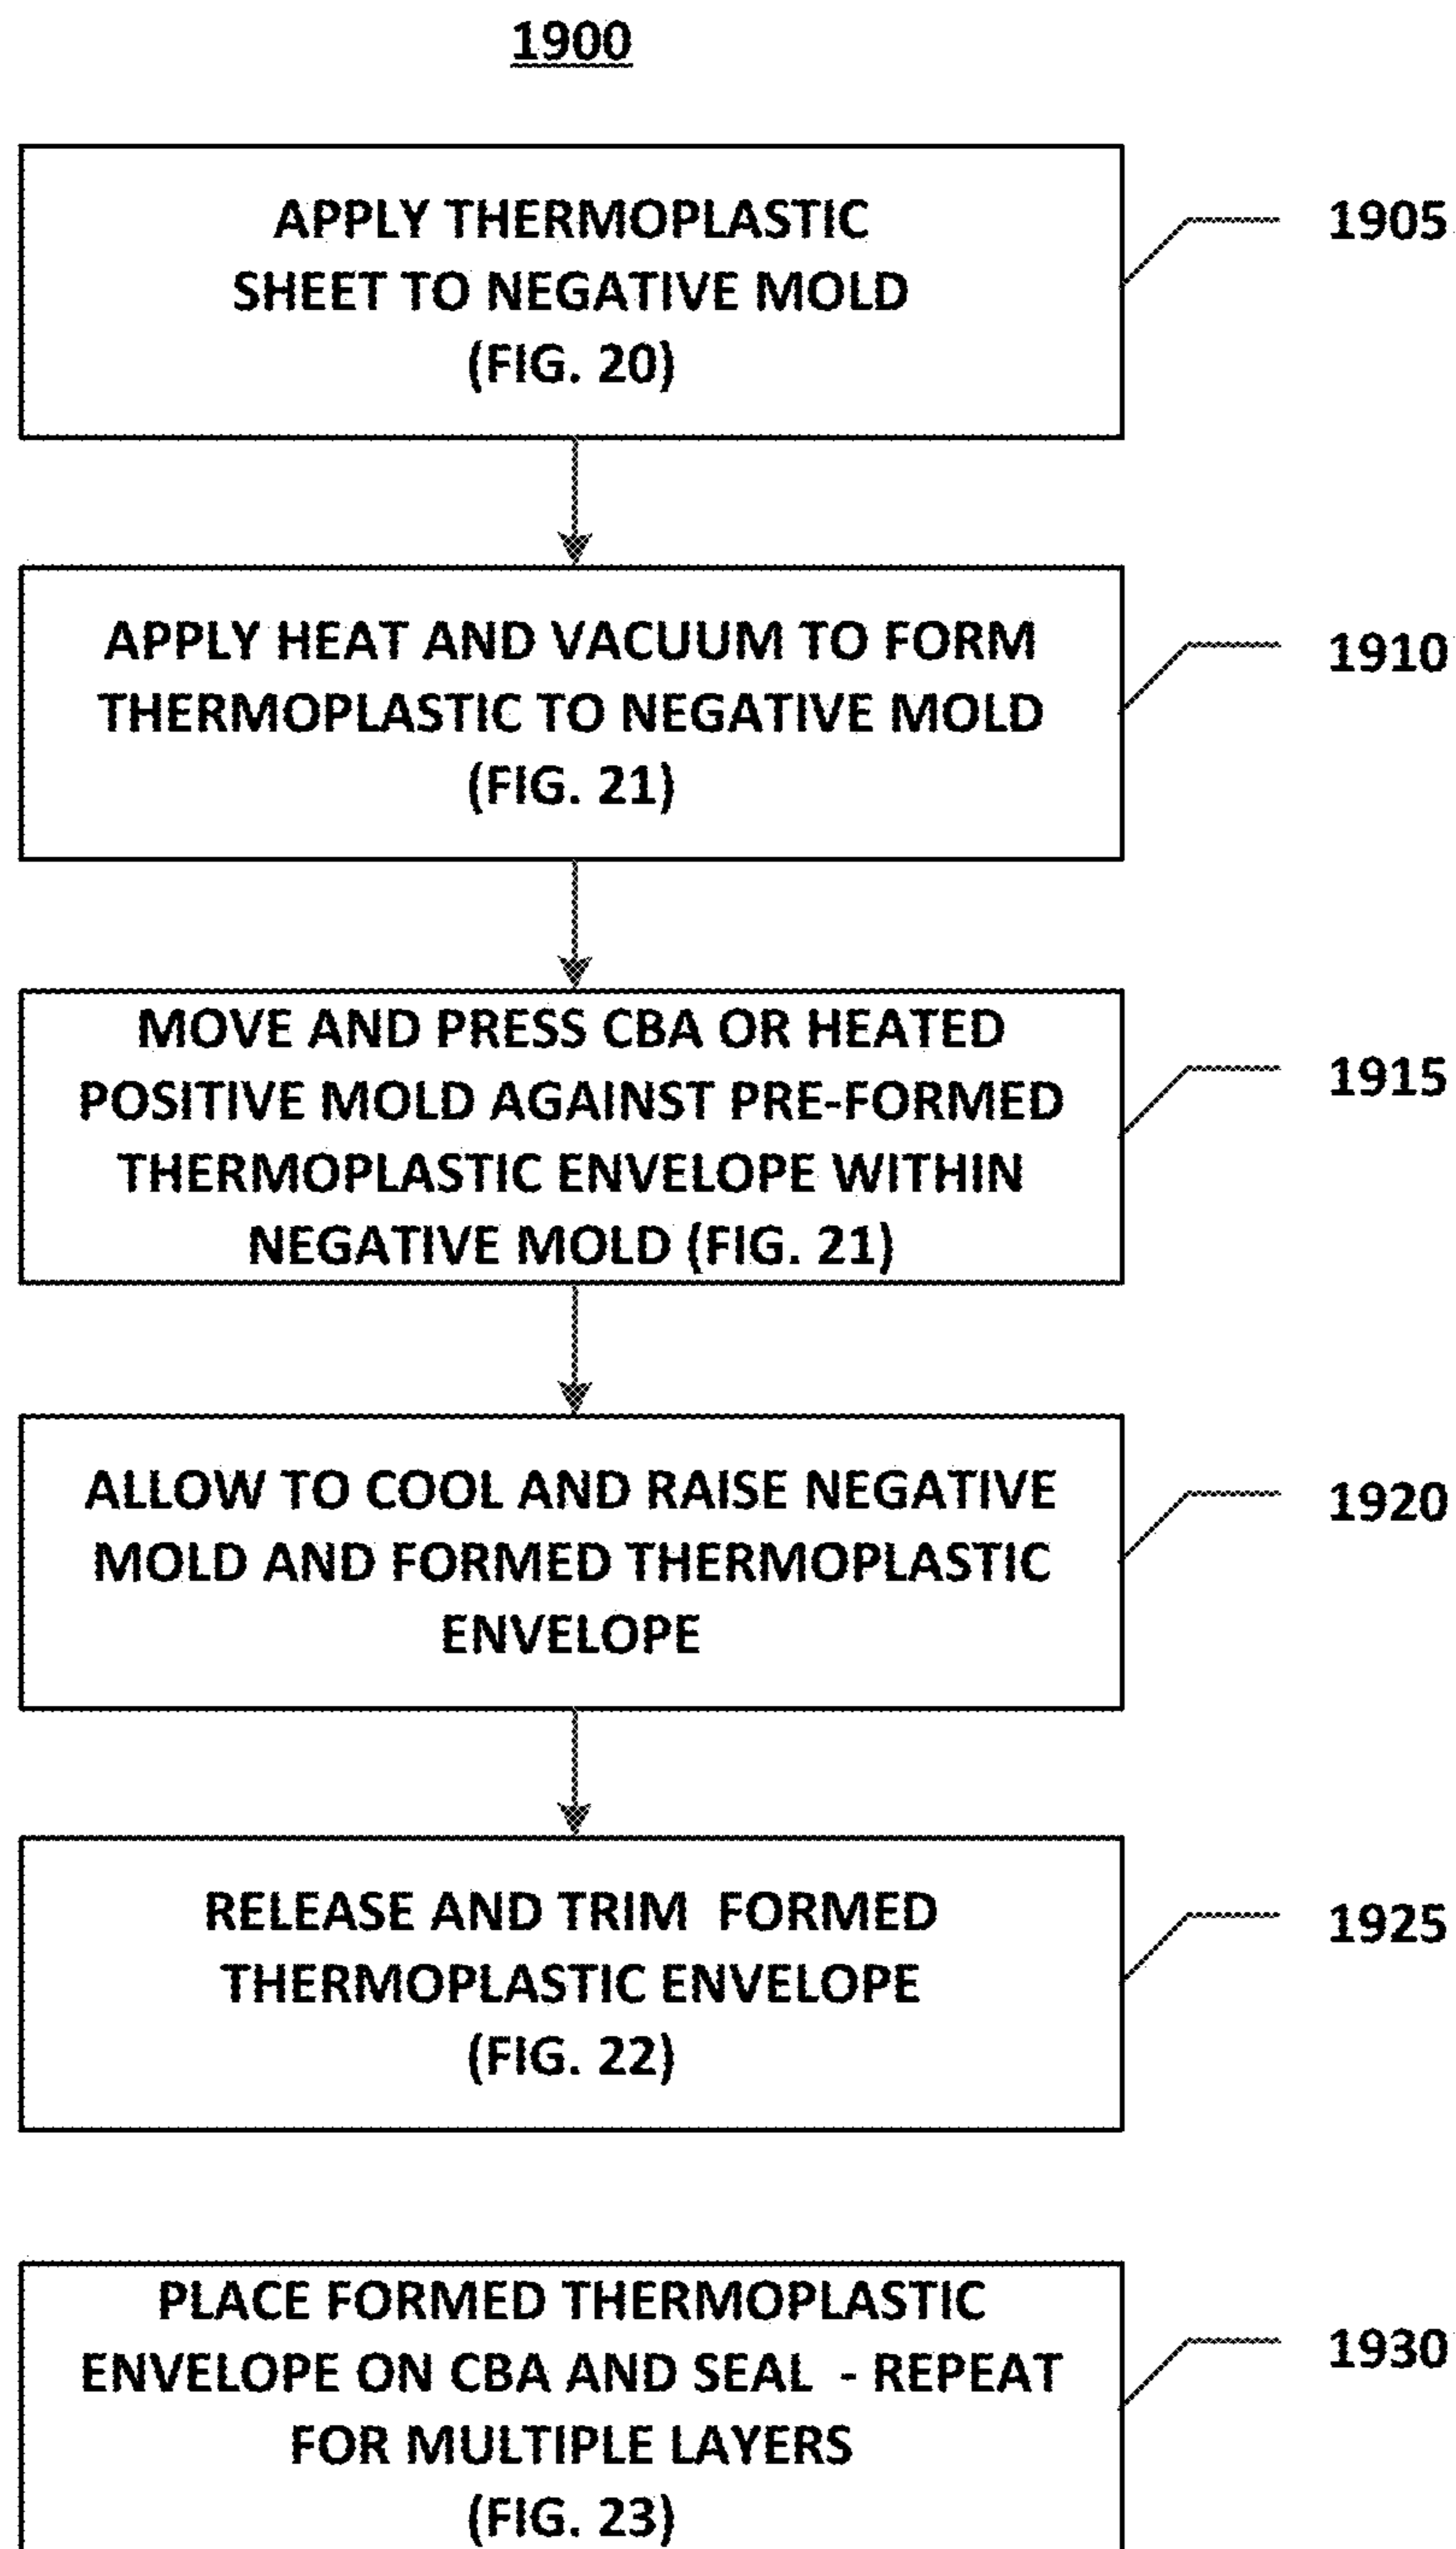 1900
APPLY THERMOPLASTIC
SHEET TO NEGATIVE MOLD
(FIG. 20)
1905
APPLY HEAT AND VACUUM TO FORM
THERMOPLASTIC TO NEGATIVE MOLD
(FIG. 21)
1910
MOVE AND PRESS CBA OR HEATED
POSITIVE MOLD AGAINST PRE-FORMED
THERMOPLASTIC ENVELOPE WITHIN
NEGATIVE MOLD (FIG. 21)
1915
ALLOW TO COOL AND RAISE NEGATIVE
MOLD AND FORMED THERMOPLASTIC
ENVELOPE
1920
RELEASE AND TRIM  FORMED
THERMOPLASTIC ENVELOPE
(FIG. 22)
1925
PLACE FORMED THERMOPLASTIC
ENVELOPE ON CBA AND SEAL  - REPEAT
FOR MULTIPLE LAYERS
(FIG. 23)
1930